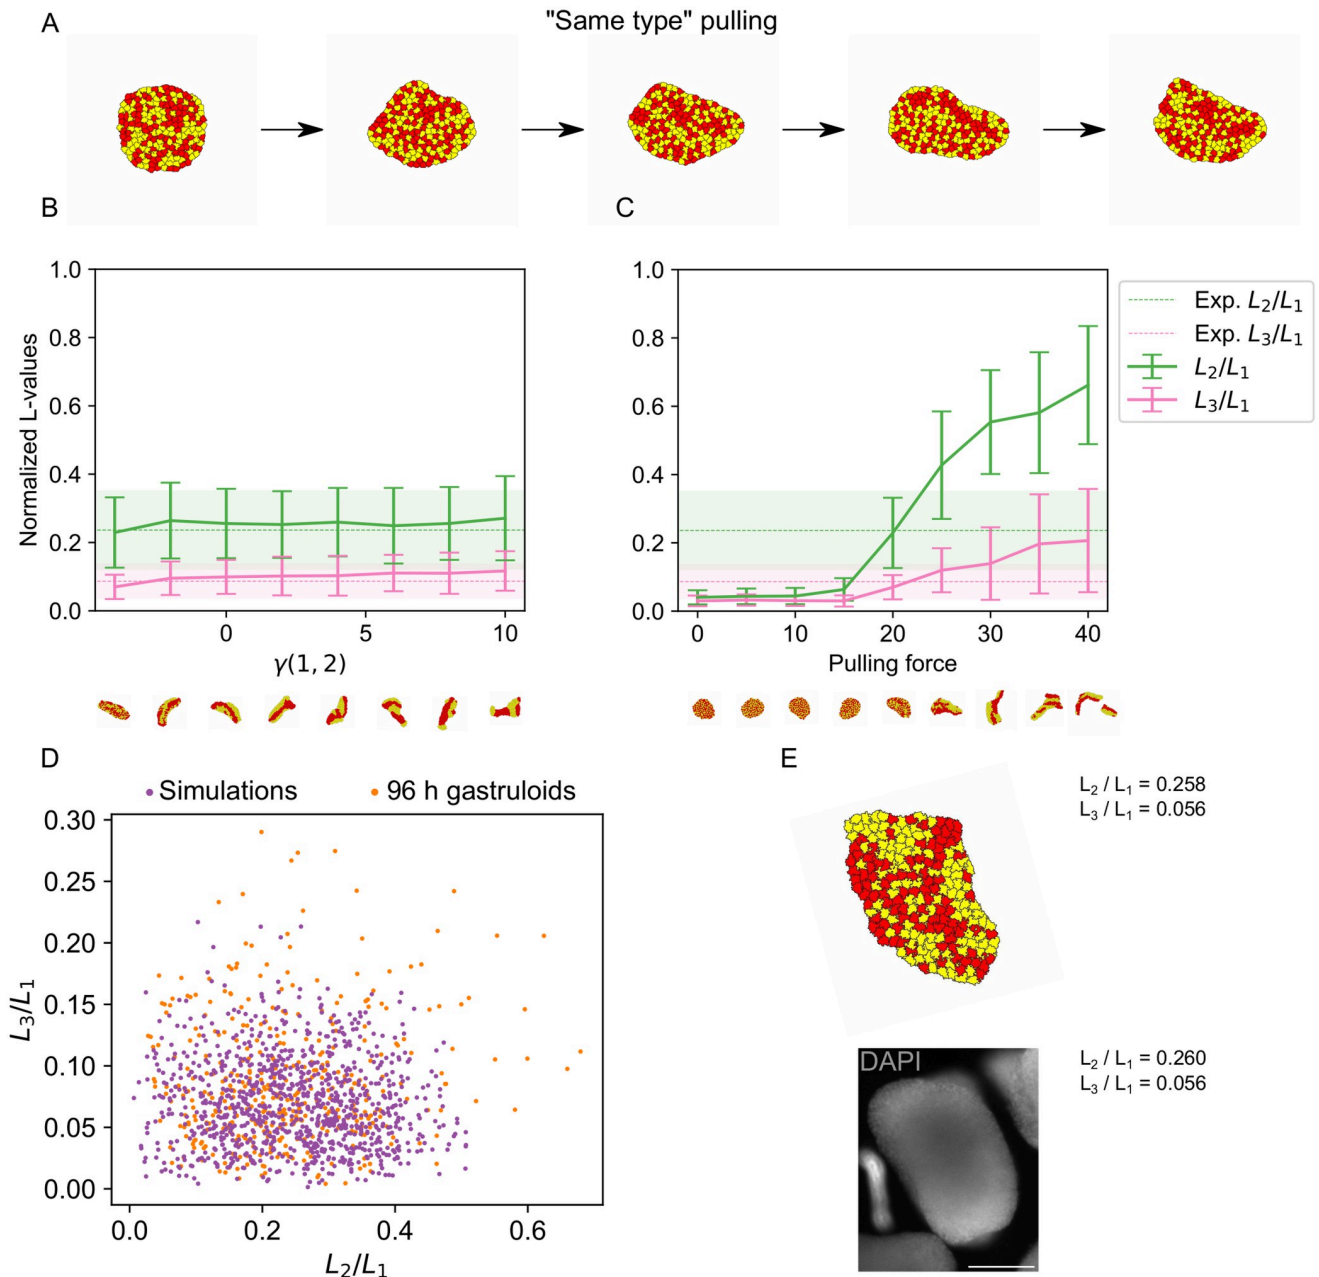 A
"Same type" pulling
B
C
1.0
0.8
0.6
0.4
0.2
0.0
Normalized L-values
0
5
10
γ(1, 2)
1.0
0.8
0.6
0.4
0.2
0.0
0
10
20
30
40
Pulling force
Exp. L₂/L₁
Exp. L₃/L₁
L₂/L₁
L₃/L₁
D
Simulations
96 h gastruloids
0.30
0.25
0.20
0.15
0.10
0.05
0.00
L₃/L₁
0.0
0.2
0.4
0.6
L₂/L₁
E
L₂ / L₁ = 0.258
L₃ / L₁ = 0.056
DAPI
L₂ / L₁ = 0.260
L₃ / L₁ = 0.056